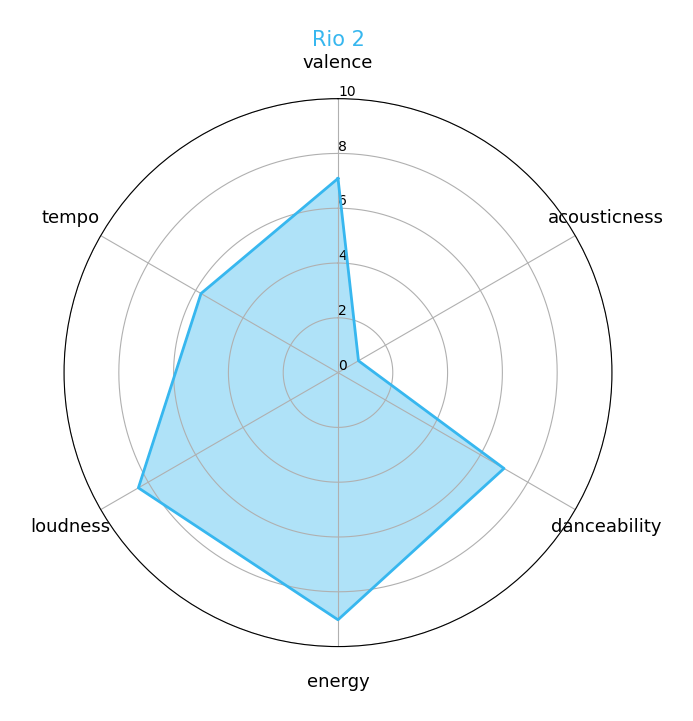 Rio 2
valence
10
8
6
4
2
0
tempo
acousticness
loudness
danceability
energy